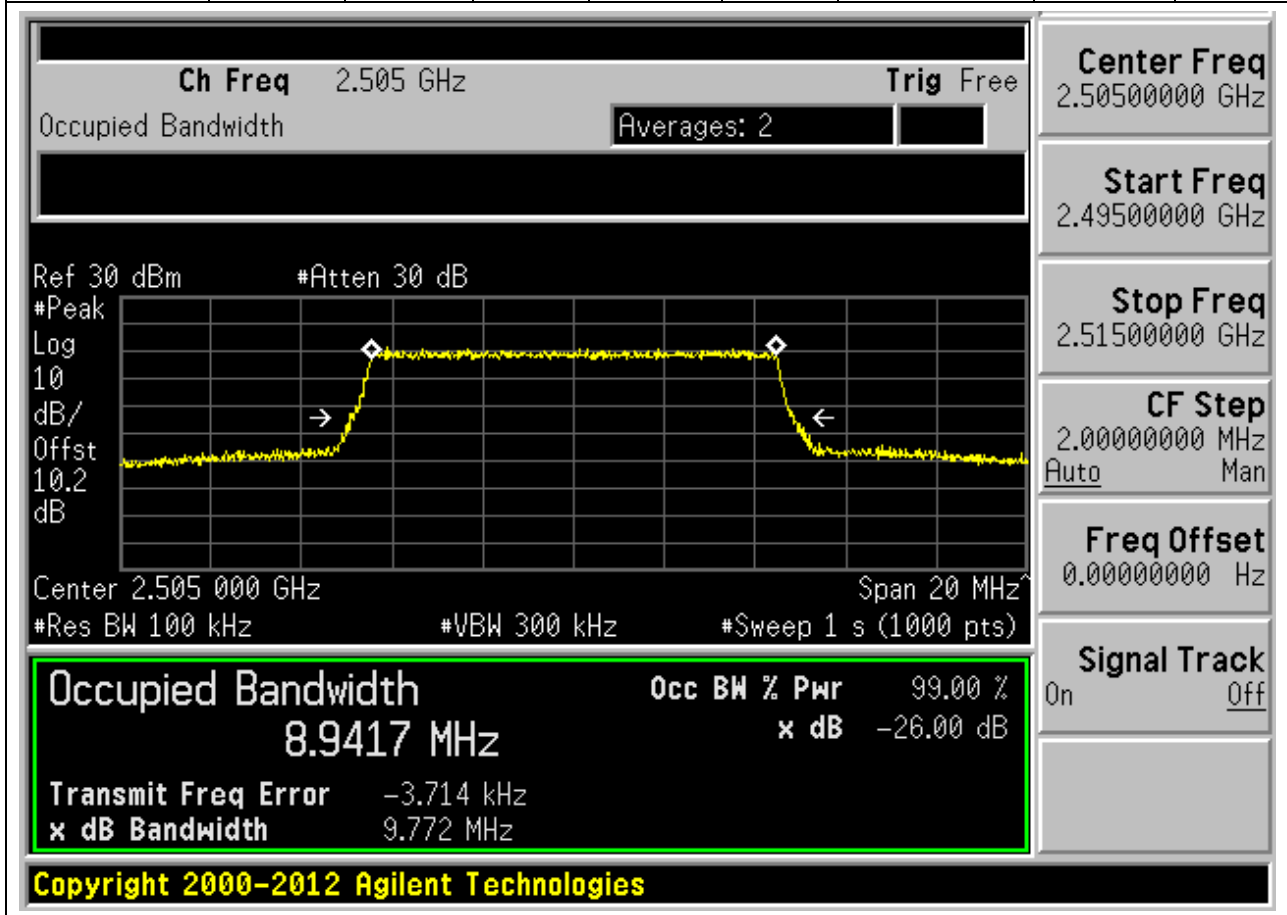 Ch Freq 2.505 GHz Trig Free
Occupied Bandwidth Averages: 2
Ref 30 dBm #Atten 30 dB
#Peak
Log
10
dB/
Offst
10.2
dB
Center 2.505 000 GHz Span 20 MHz^
#Res BW 100 kHz #VBW 300 kHz #Sweep 1 s (1000 pts)
Occupied Bandwidth Occ BW % Pwr 99.00 %
8.9417 MHz x dB -26.00 dB
Transmit Freq Error -3.714 kHz
x dB Bandwidth 9.772 MHz
Copyright 2000-2012 Agilent Technologies
Center Freq
2.50500000 GHz
Start Freq
2.49500000 GHz
Stop Freq
2.51500000 GHz
CF Step
2.00000000 MHz
Auto Man
Freq Offset
0.00000000 Hz
Signal Track
On Off